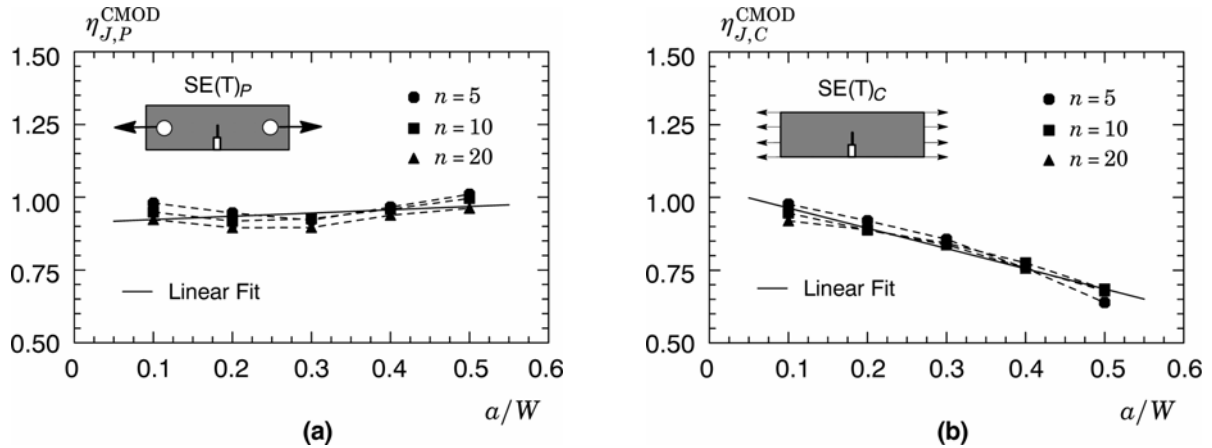 η_{J,P}^{CMOD}
1.50
1.25
1.00
0.75
0.50
SE(T)_P
n = 5
n = 10
n = 20
Linear Fit
0 0.1 0.2 0.3 0.4 0.5 0.6
a/W
(a)
η_{J,C}^{CMOD}
1.50
1.25
1.00
0.75
0.50
SE(T)_C
n = 5
n = 10
n = 20
Linear Fit
0 0.1 0.2 0.3 0.4 0.5 0.6
a/W
(b)